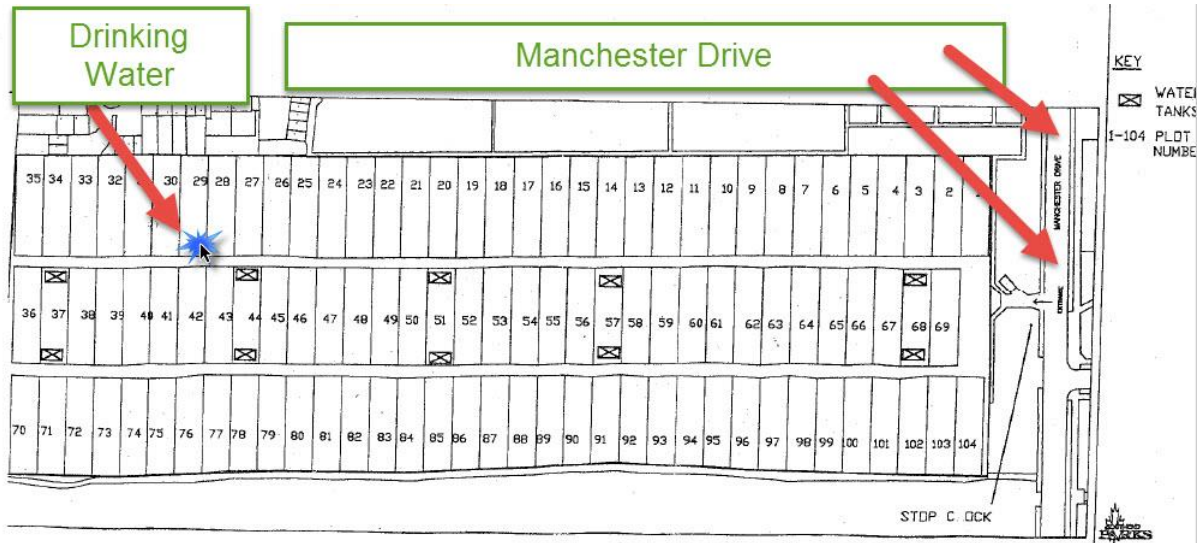 Drinking
Water
Manchester Drive
KEY
WATE
TANKS
1-104 PLOT
NUMBE
MANCHESTER DRIVE
35 34 33 32 30 29 28 27 26 25 24 23 22 21 20 19 18 17 16 15 14 13 12 11 10 9 8 7 6 5 4 3 2
36 37 38 39 40 41 42 43 44 45 46 47 48 49 50 51 52 53 54 55 56 57 58 59 60 61 62 63 64 65 66 67 68 69
70 71 72 73 74 75 76 77 78 79 80 81 82 83 84 85 86 87 88 89 90 91 92 93 94 95 96 97 98 99 100 101 102 103 104
STOP C OCK
PARKS